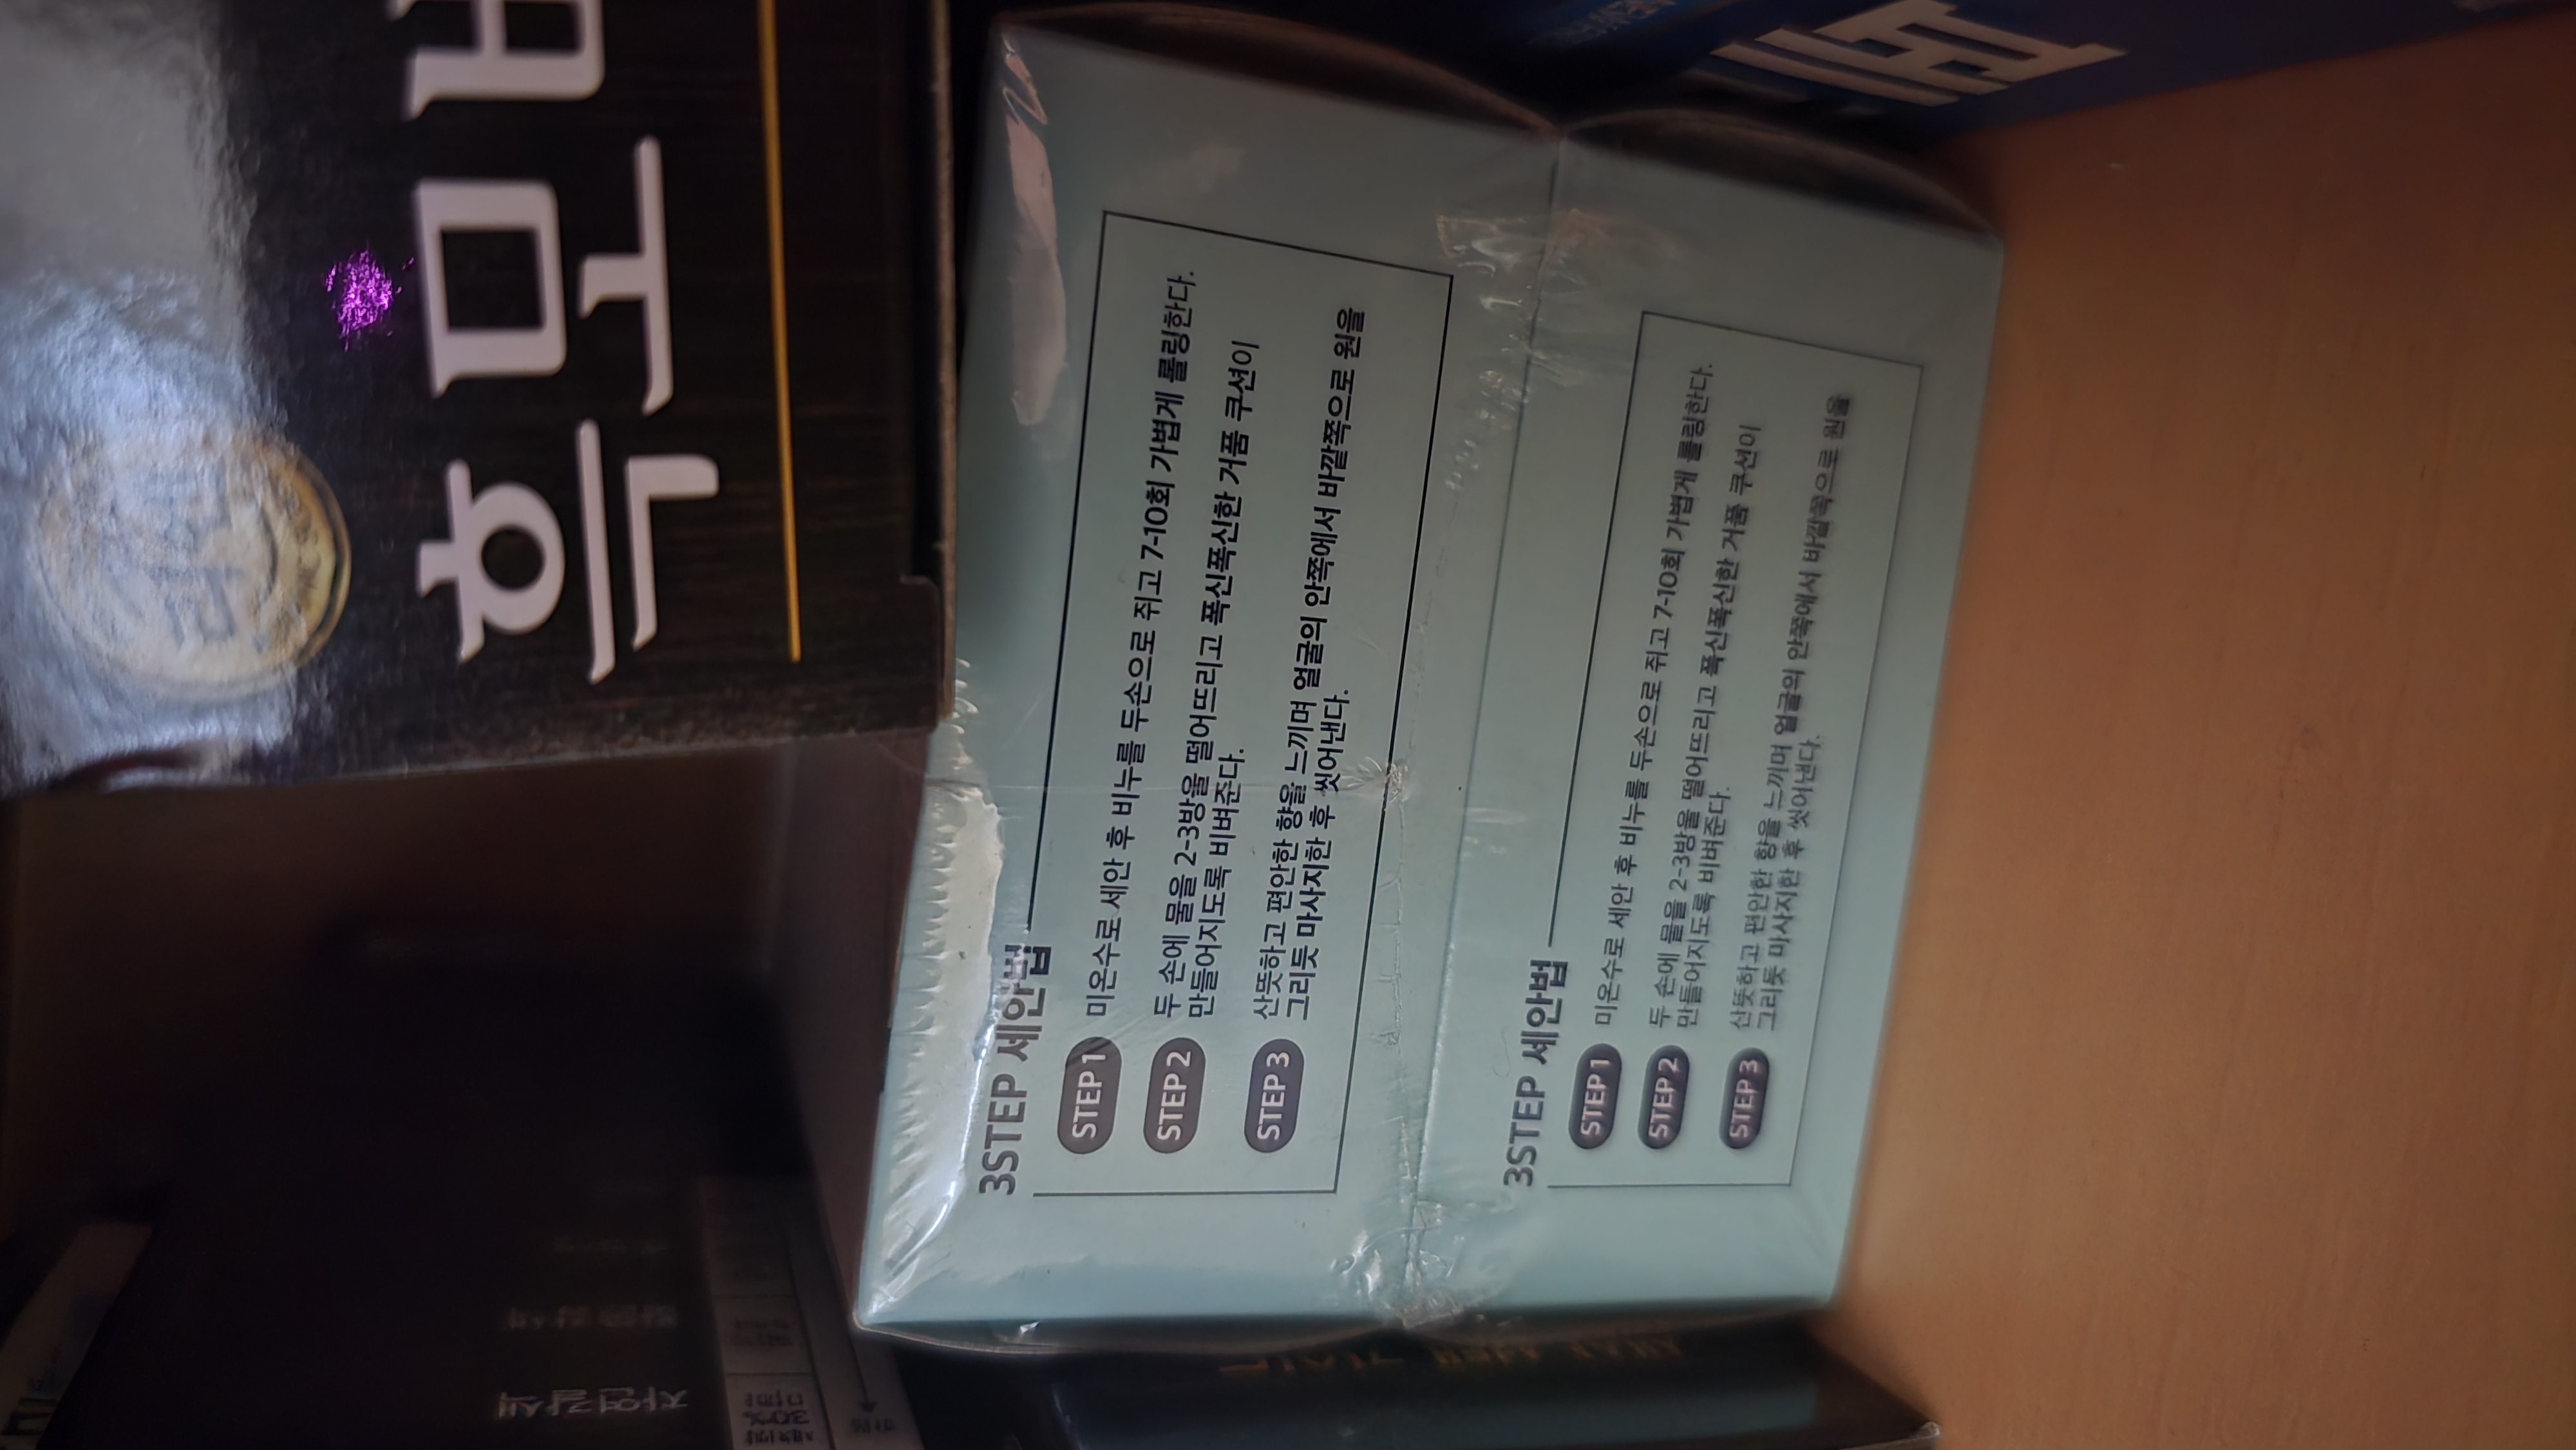 흑모
3STEP 세안법
STEP 1 미온수로 세안 후 비누를 두손으로 쥐고 7-10회 가볍게 롤링한다.
STEP 2 두 손에 물을 2-3방울 떨어뜨리고 폭신폭신한 거품 쿠션이
만들어지도록 비벼준다.
STEP 3 산뜻하고 편안한 향을 느끼며 얼굴의 안쪽에서 바깥쪽으로 원을
그리듯 마사지한 후 씻어낸다.
3STEP 세안법
STEP 1 미온수로 세안 후 비누를 두손으로 쥐고 7-10회 가볍게 롤링한다.
STEP 2 두 손에 물을 2-3방울 떨어뜨리고 폭신폭신한 거품 쿠션이
만들어지도록 비벼준다.
STEP 3 산뜻하고 편안한 향을 느끼며 얼굴의 안쪽에서 바깥쪽으로 원을
그리듯 마사지한 후 씻어낸다.
자연갈색